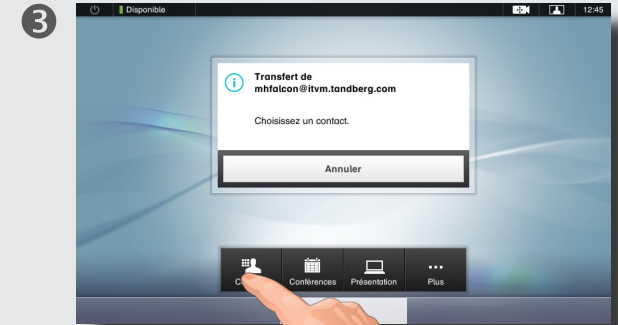 3
Disponible
12:45
Transfert de
mhfalcon@itvm.tandberg.com
Choisissez un contact.
Annuler
Conférences
Présentation
Plus